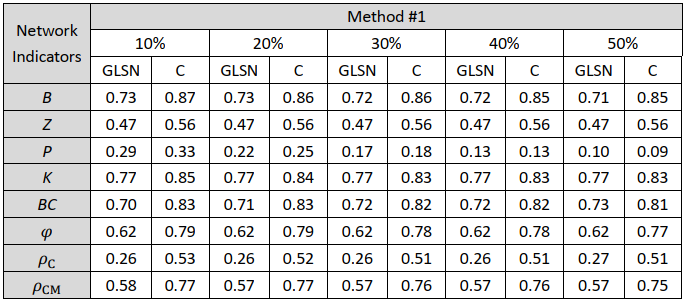 Network Indicators Method #1
10% 20% 30% 40% 50%
GLSN C GLSN C GLSN C GLSN C GLSN C
B 0.73 0.87 0.73 0.86 0.72 0.86 0.72 0.85 0.71 0.85
Z 0.47 0.56 0.47 0.56 0.47 0.56 0.47 0.56 0.47 0.56
P 0.29 0.33 0.22 0.25 0.17 0.18 0.13 0.13 0.10 0.09
K 0.77 0.85 0.77 0.84 0.77 0.83 0.77 0.83 0.77 0.83
BC 0.70 0.83 0.71 0.83 0.72 0.82 0.72 0.82 0.73 0.81
φ 0.62 0.79 0.62 0.79 0.62 0.78 0.62 0.78 0.62 0.77
ρC 0.26 0.53 0.26 0.52 0.26 0.51 0.26 0.51 0.27 0.51
ρCM 0.58 0.77 0.57 0.77 0.57 0.76 0.57 0.76 0.57 0.75